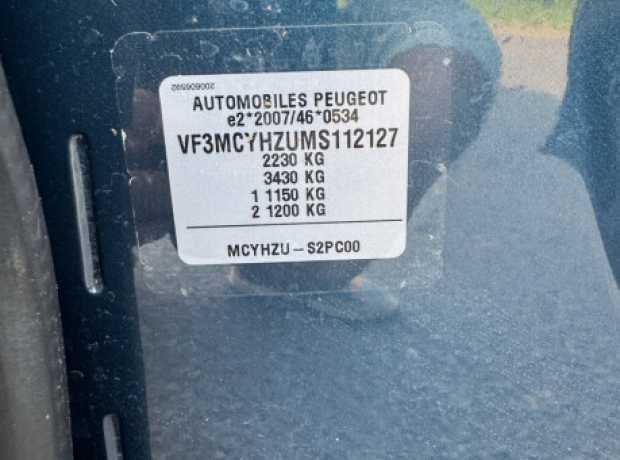 200606592
AUTOMOBILES PEUGEOT
e2*2007/46*0534
VF3MCYHZUMS112127
2230 KG
3430 KG
1 1150 KG
2 1200 KG
MCYHZU - S2PC00